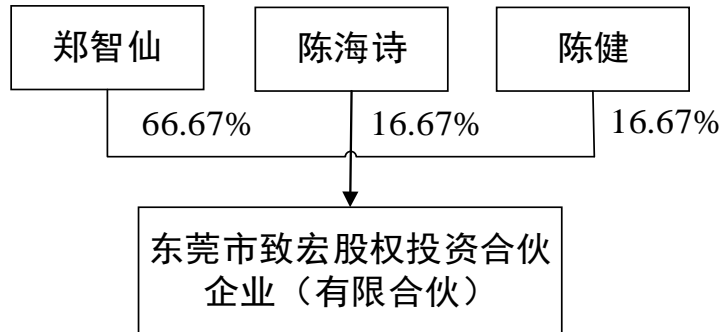 郑智仙
陈海诗
陈健
66.67%
16.67%
16.67%
东莞市致宏股权投资合伙
企业（有限合伙）